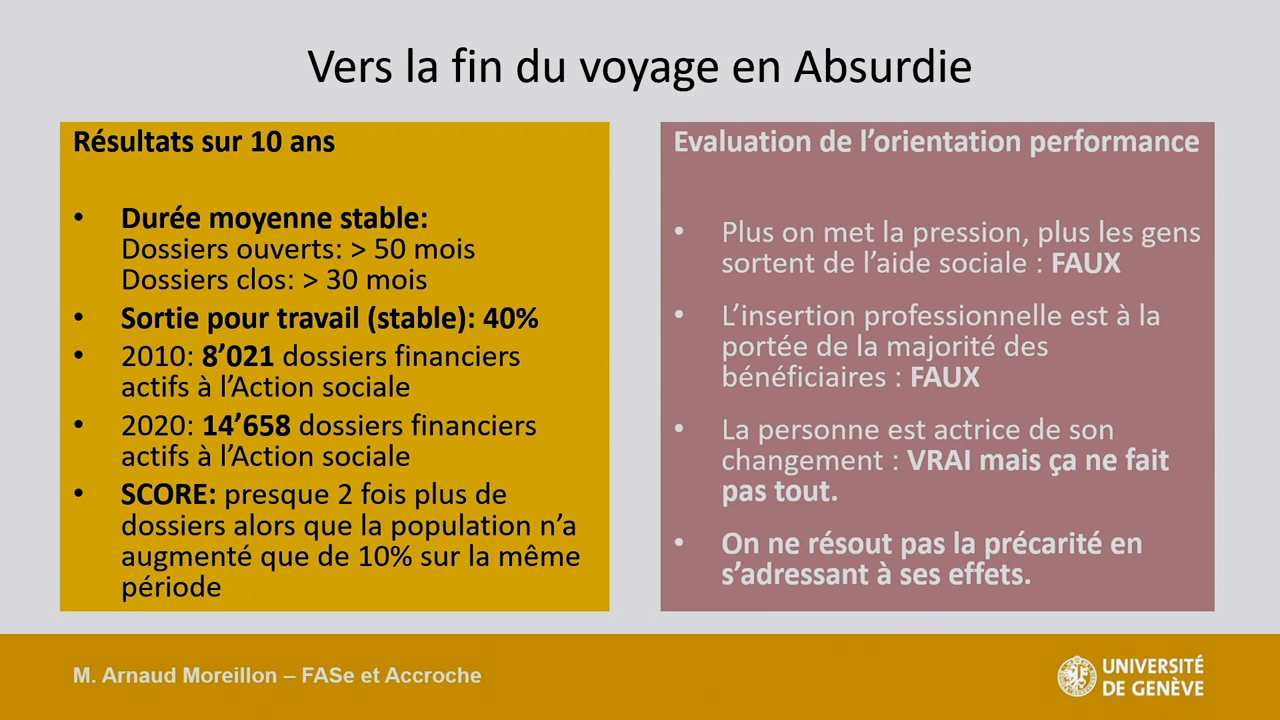 Vers la fin du voyage en Absurdie
Résultats sur 10 ans
• Durée moyenne stable:
Dossiers ouverts: > 50 mois
Dossiers clos: > 30 mois
• Sortie pour travail (stable): 40%
• 2010: 8’021 dossiers financiers
actifs à l’Action sociale
• 2020: 14’658 dossiers financiers
actifs à l’Action sociale
• SCORE: presque 2 fois plus de
dossiers alors que la population n’a
augmenté que de 10% sur la même
période
Evaluation de l’orientation performance
• Plus on met la pression, plus les gens
sortent de l’aide sociale : FAUX
• L’insertion professionnelle est à la
portée de la majorité des
bénéficiaires : FAUX
• La personne est actrice de son
changement : VRAI mais ça ne fait
pas tout.
• On ne résout pas la précarité en
s’adressant à ses effets.
M. Arnaud Moreillon – FASe et Accroche
UNIVERSITÉ
DE GENÈVE